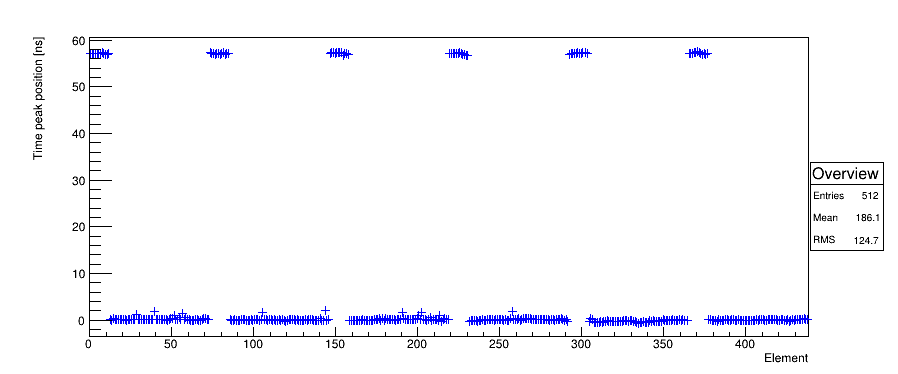 Time peak position [ns]
60
50
40
30
20
10
0
0 50 100 150 200 250 300 350 400
Element
Overview
Entries 512
Mean 186.1
RMS 124.7